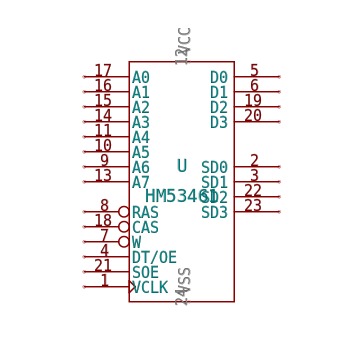 12 VCC
17 A0 D0 5
16 A1 D1 6
15 A2 D2 19
14 A3 D3 20
11 A4
10 A5
9 A6 U SD0 2
13 A7 SD1 3
HM53461 SD2 22
8 RAS SD3 23
18 CAS
7 W
4 DT/OE
21 SOE
1 VCLK
24 VSS